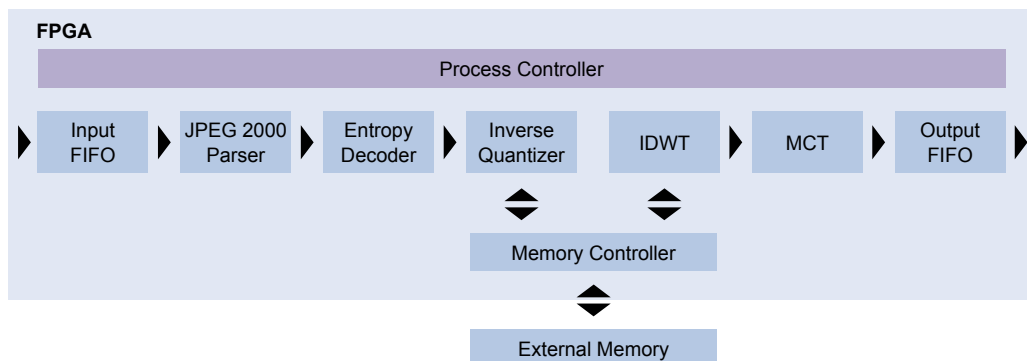 FPGA
Process Controller
Input
FIFO
JPEG 2000
Parser
Entropy
Decoder
Inverse
Quantizer
IDWT
MCT
Output
FIFO
Memory Controller
External Memory